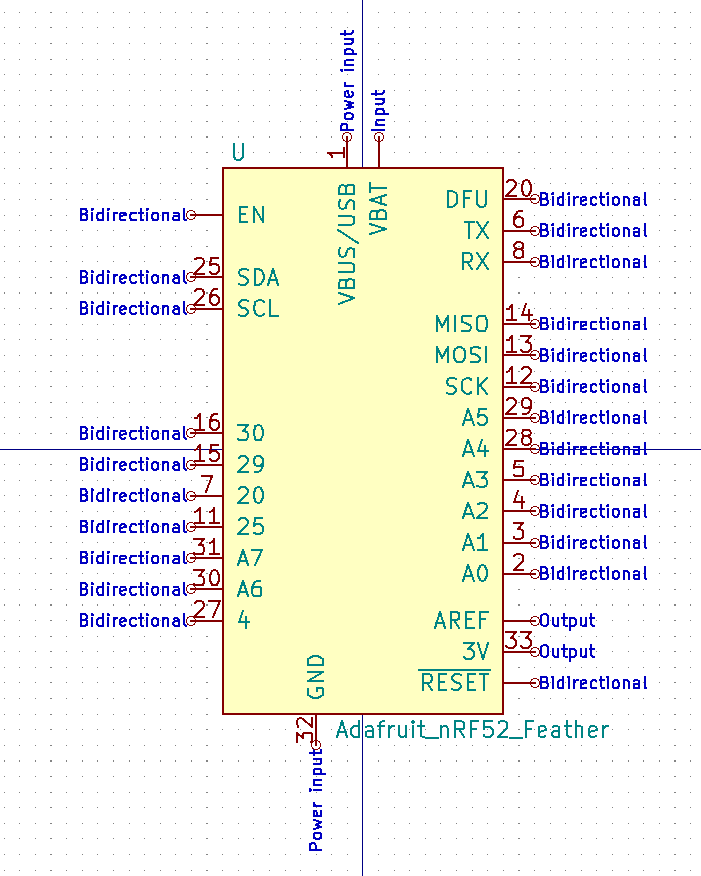 Power input
Input
1
U
VBUS/USB
VBAT
Bidirectional EN
Bidirectional 25 SDA
Bidirectional 26 SCL
Bidirectional 16 30
Bidirectional 15 29
Bidirectional 7 20
Bidirectional 11 25
Bidirectional 31 A7
Bidirectional 30 A6
Bidirectional 27 4
DFU 20 Bidirectional
TX 6 Bidirectional
RX 8 Bidirectional
MISO 14 Bidirectional
MOSI 13 Bidirectional
SCK 12 Bidirectional
A5 29 Bidirectional
A4 28 Bidirectional
A3 5 Bidirectional
A2 4 Bidirectional
A1 3 Bidirectional
A0 2 Bidirectional
AREF Output
3V 33 Output
RESET Bidirectional
GND
32
Power input
Adafruit_nRF52_Feather